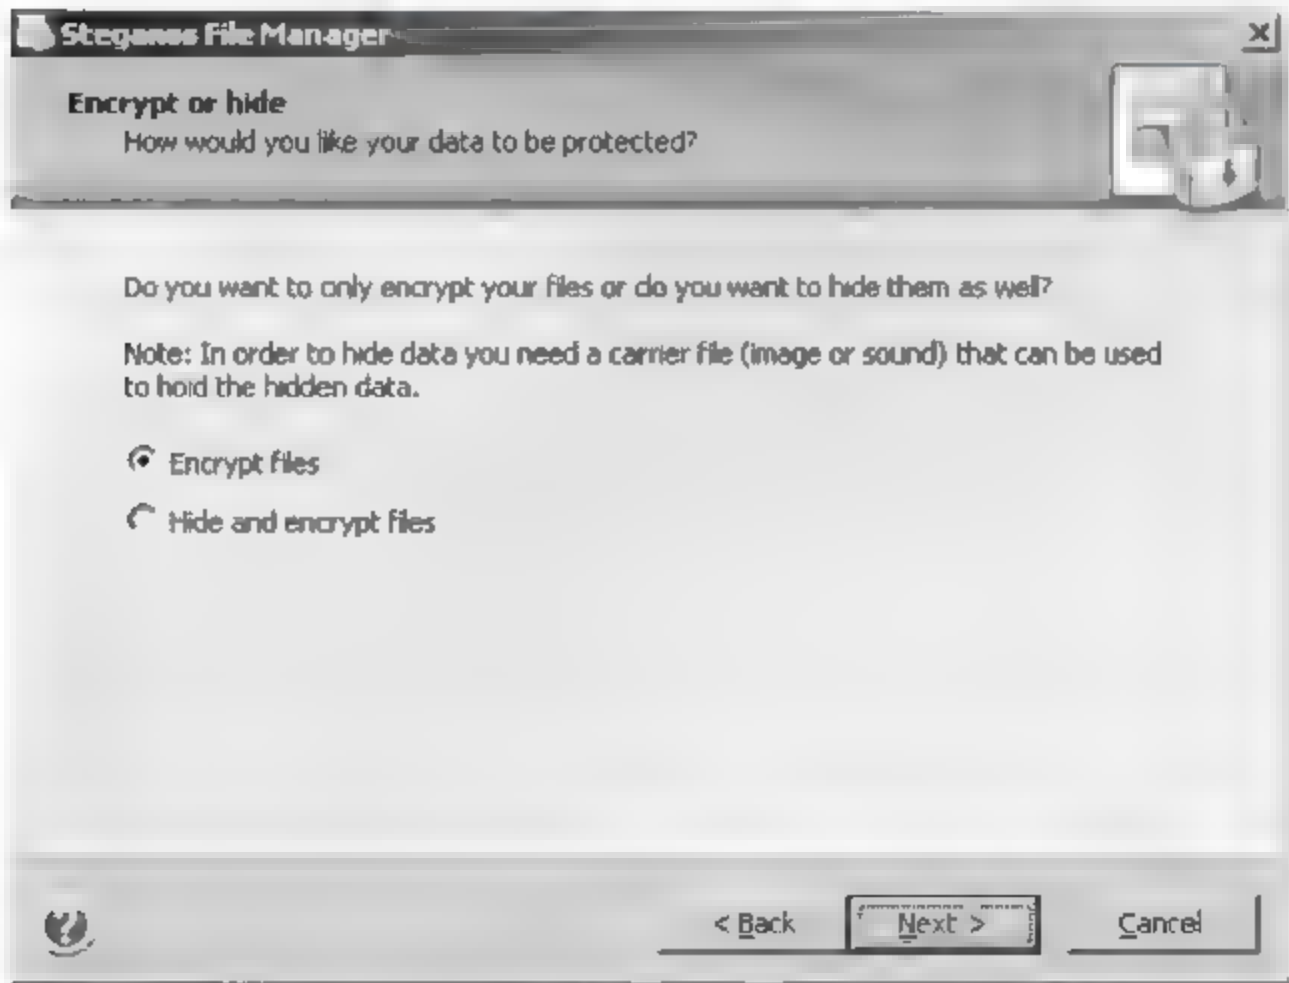 Steganos File Manager
Encrypt or hide
How would you like your data to be protected?
Do you want to only encrypt your files or do you want to hide them as well?
Note: In order to hide data you need a carrier file (image or sound) that can be used
to hold the hidden data.
Encrypt files
Hide and encrypt files
< Back Next > Cancel